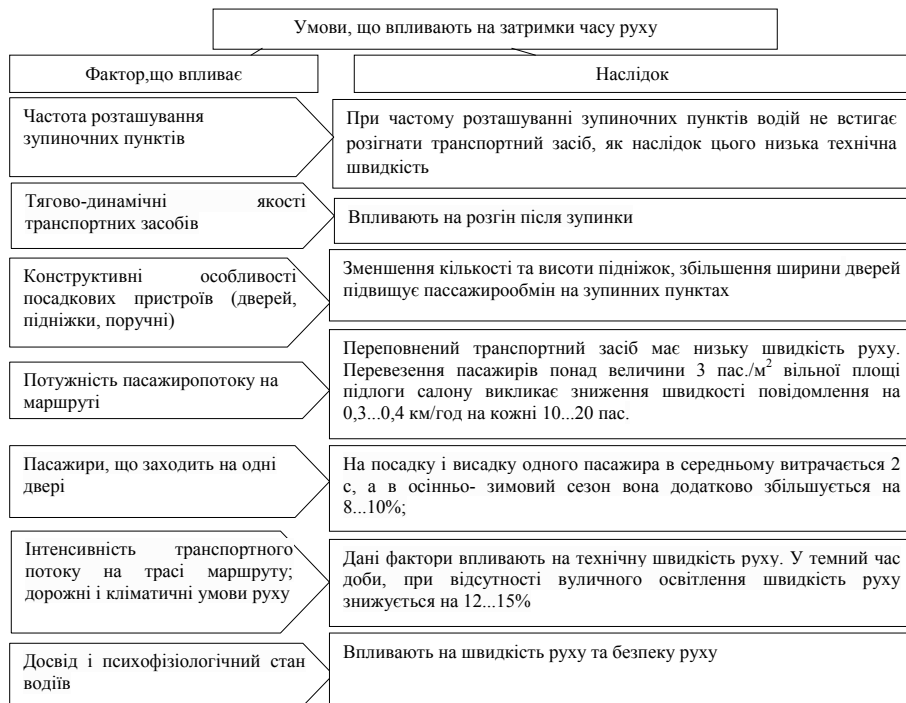 Умови, що впливають на затримки часу руху
Фактор,що впливає
Наслідок
Частота розташування
зупиночних пунктів
При частому розташуванні зупиночних пунктів водій не встигає
розігнати транспортний засіб, як наслідок цього низька технічна
швидкість
Тягово-динамічні якості
транспортних засобів
Впливають на розгін після зупинки
Конструктивні особливості
посадкових пристроїв (дверей,
підніжки, поручні)
Зменшення кількості та висоти підніжок, збільшення ширини дверей
підвищує пассажирообмін на зупинних пунктах
Потужність пасажиропотоку на
маршруті
Переповнений транспортний засіб має низьку швидкість руху.
Перевезення пасажирів понад величини 3 пас./м² вільної площі
підлоги салону викликає зниження швидкості повідомлення на
0,3...0,4 км/год на кожні 10...20 пас.
Пасажири, що заходить на одні
двері
На посадку і висадку одного пасажира в середньому витрачається 2
с, а в осінньо- зимовий сезон вона додатково збільшується на
8...10%;
Інтенсивність транспортного
потоку на трасі маршруту;
дорожні і кліматичні умови руху
Дані фактори впливають на технічну швидкість руху. У темний час
доби, при відсутності вуличного освітлення швидкість руху
знижується на 12...15%
Досвід і психофізіологічний стан
водіїв
Впливають на швидкість руху та безпеку руху